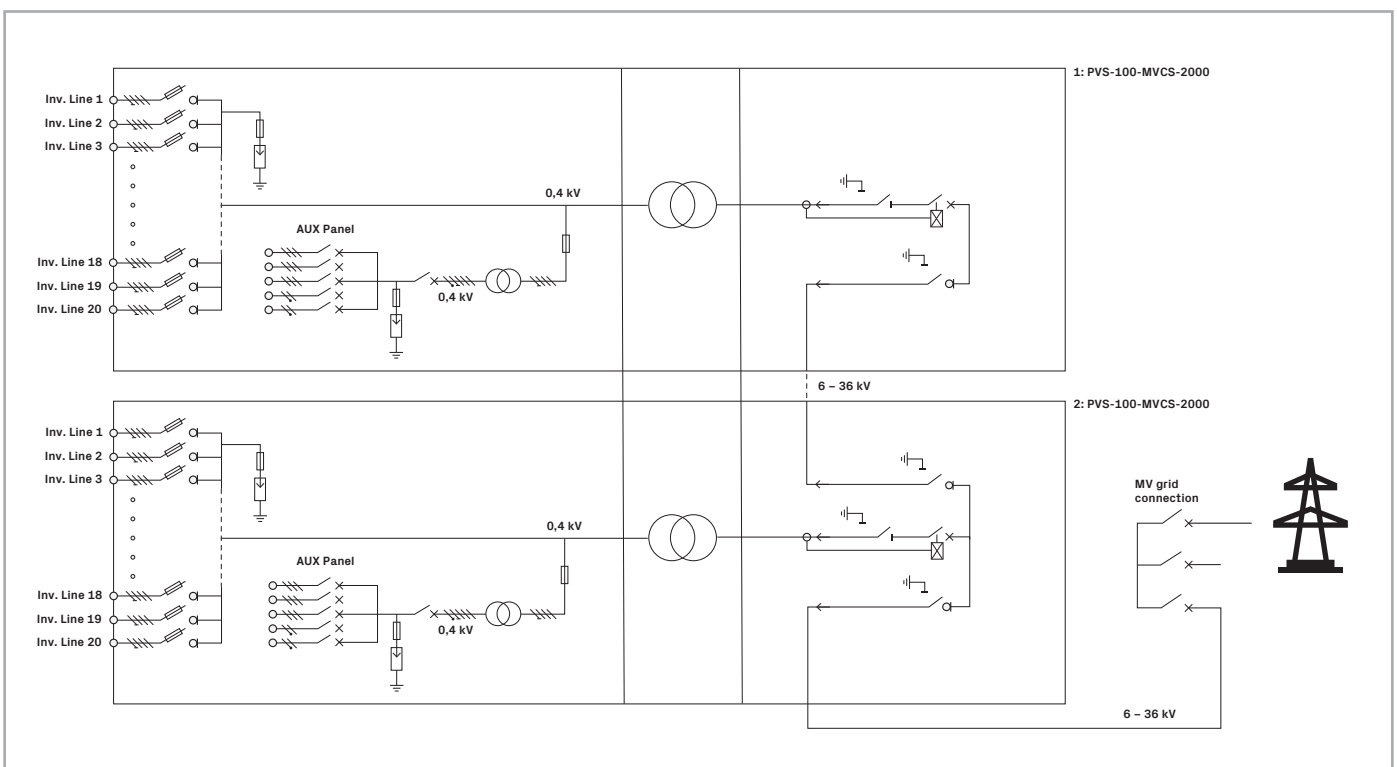 1: PVS-100-MVCS-2000
Inv. Line 1
Inv. Line 2
Inv. Line 3
0,4 kV
AUX Panel
Inv. Line 18
Inv. Line 19
Inv. Line 20
0,4 kV
6 – 36 kV
2: PVS-100-MVCS-2000
Inv. Line 1
Inv. Line 2
Inv. Line 3
MV grid
connection
0,4 kV
AUX Panel
Inv. Line 18
Inv. Line 19
Inv. Line 20
0,4 kV
6 – 36 kV